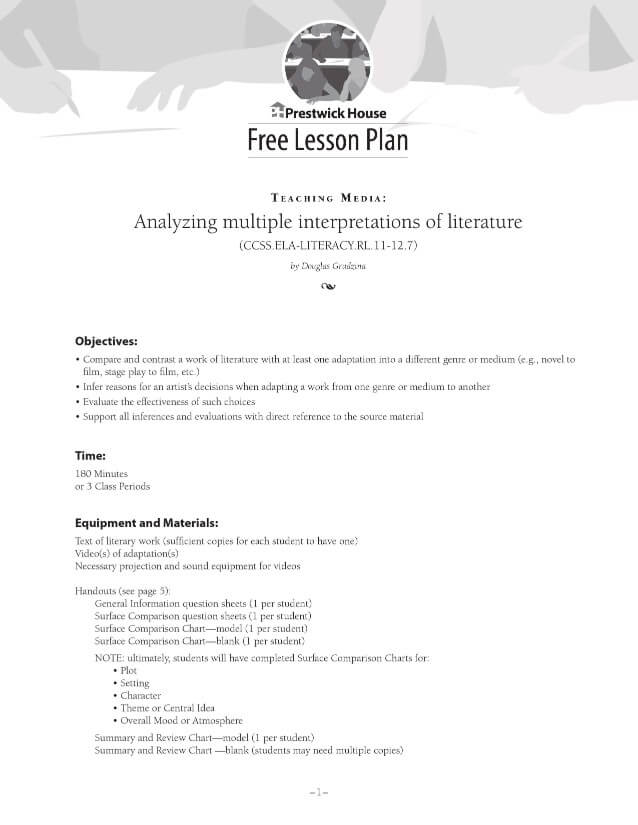 Prestwick House
Free Lesson Plan
TEACHING MEDIA:
Analyzing multiple interpretations of literature
(CCSS.ELA-LITERACY.RL.11-12.7)
by Douglas Grudzina
Objectives:
• Compare and contrast a work of literature with at least one adaptation into a different genre or medium (e.g., novel to
film, stage play to film, etc.)
• Infer reasons for an artist's decisions when adapting a work from one genre or medium to another
• Evaluate the effectiveness of such choices
• Support all inferences and evaluations with direct reference to the source material
Time:
180 Minutes
or 3 Class Periods
Equipment and Materials:
Text of literary work (sufficient copies for each student to have one)
Video(s) of adaptation(s)
Necessary projection and sound equipment for videos
Handouts (see page 5):
General Information question sheets (1 per student)
Surface Comparison question sheets (1 per student)
Surface Comparison Chart—model (1 per student)
Surface Comparison Chart—blank (1 per student)
NOTE: ultimately, students will have completed Surface Comparison Charts for:
• Plot
• Setting
• Character
• Theme or Central Idea
• Overall Mood or Atmosphere
Summary and Review Chart—model (1 per student)
Summary and Review Chart —blank (students may need multiple copies)
–1–